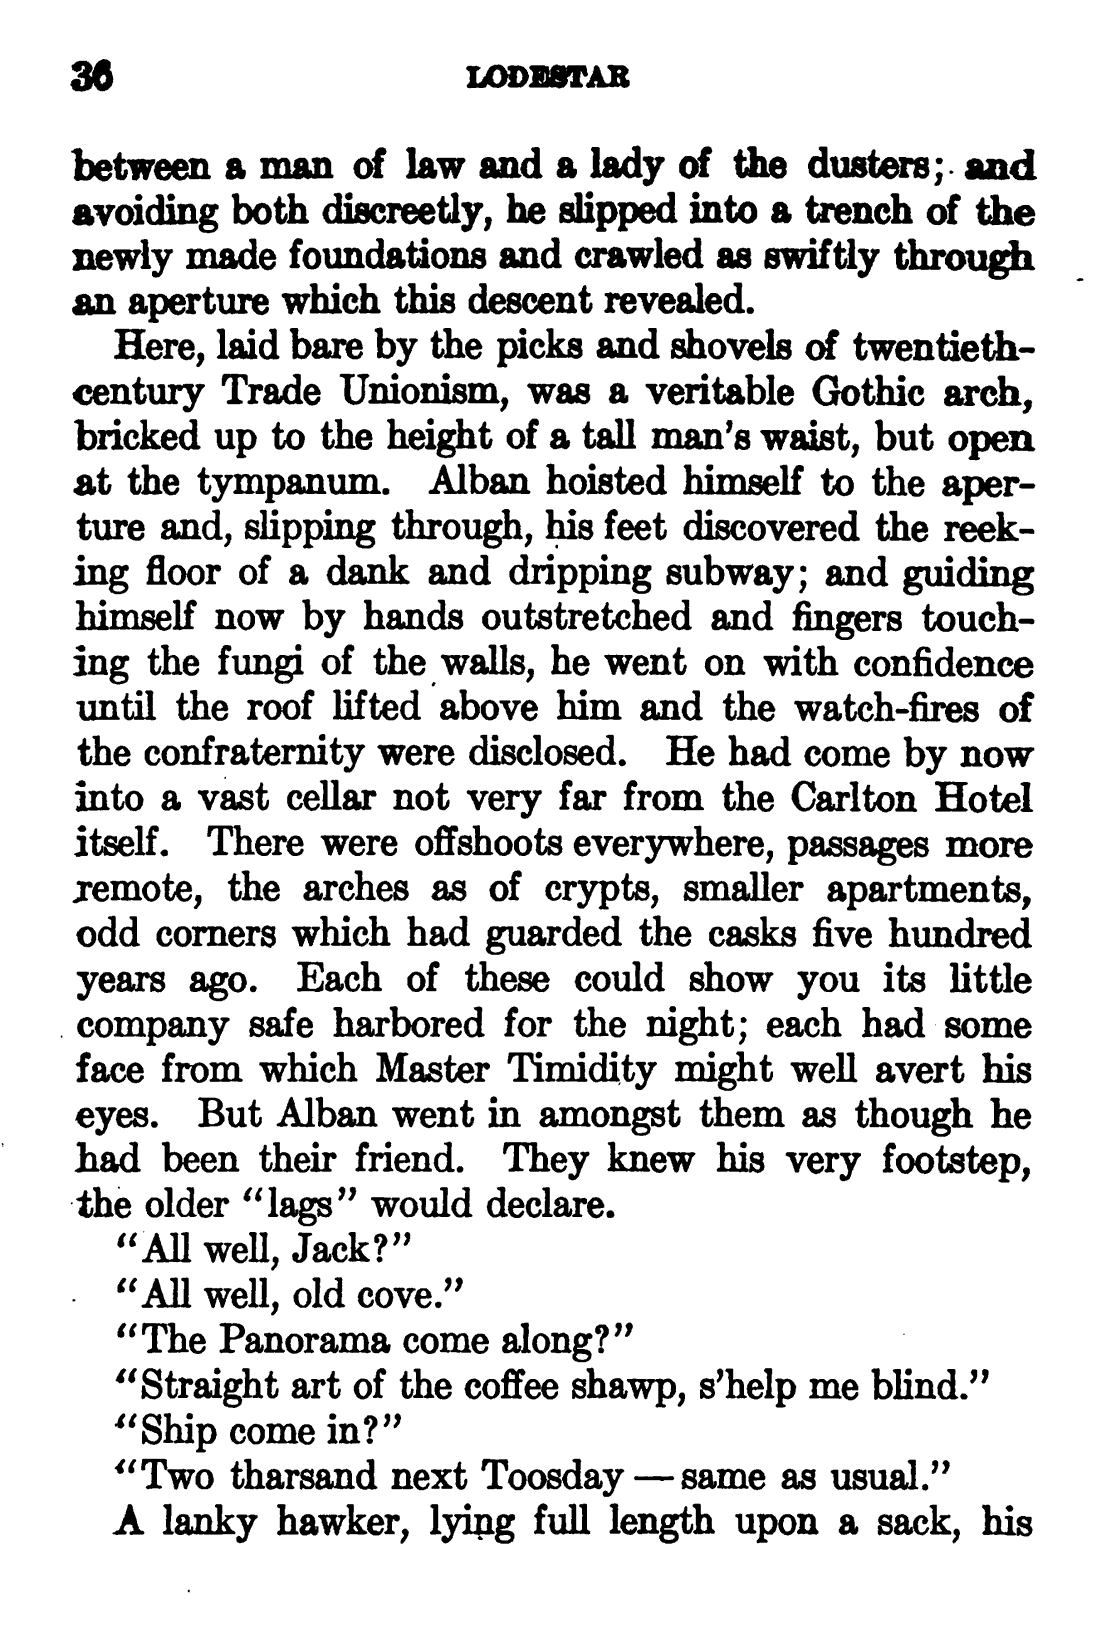 36 LODESTAR
between a man of law and a lady of the dusters; and
avoiding both discreetly, he slipped into a trench of the
newly made foundations and crawled as swiftly through
an aperture which this descent revealed.
Here, laid bare by the picks and shovels of twentieth-
century Trade Unionism, was a veritable Gothic arch,
bricked up to the height of a tall man's waist, but open
at the tympanum. Alban hoisted himself to the aper-
ture and, slipping through, his feet discovered the reek-
ing floor of a dank and dripping subway; and guiding
himself now by hands outstretched and fingers touch-
ing the fungi of the walls, he went on with confidence
until the roof lifted above him and the watch-fires of
the confraternity were disclosed. He had come by now
into a vast cellar not very far from the Carlton Hotel
itself. There were offshoots everywhere, passages more
remote, the arches as of crypts, smaller apartments,
odd corners which had guarded the casks five hundred
years ago. Each of these could show you its little
company safe harbored for the night; each had some
face from which Master Timidity might well avert his
eyes. But Alban went in amongst them as though he
had been their friend. They knew his very footstep,
the older "lags" would declare.
"All well, Jack?"
"All well, old cove."
"The Panorama come along?"
"Straight art of the coffee shawp, s'help me blind."
"Ship come in?"
"Two tharsand next Toosday — same as usual."
A lanky hawker, lying full length upon a sack, his